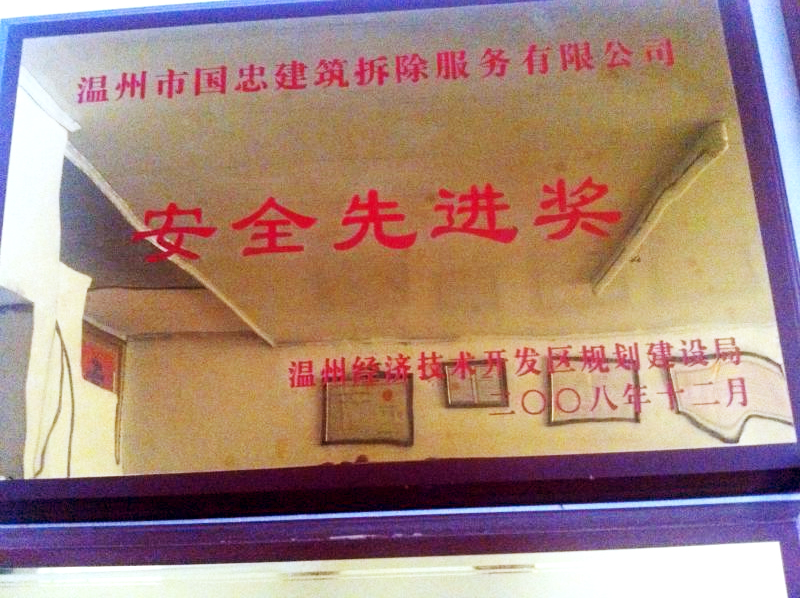 温州市国忠建筑拆除服务有限公司
安全先进奖
温州经济技术开发区规划建设局
二〇〇八年十二月